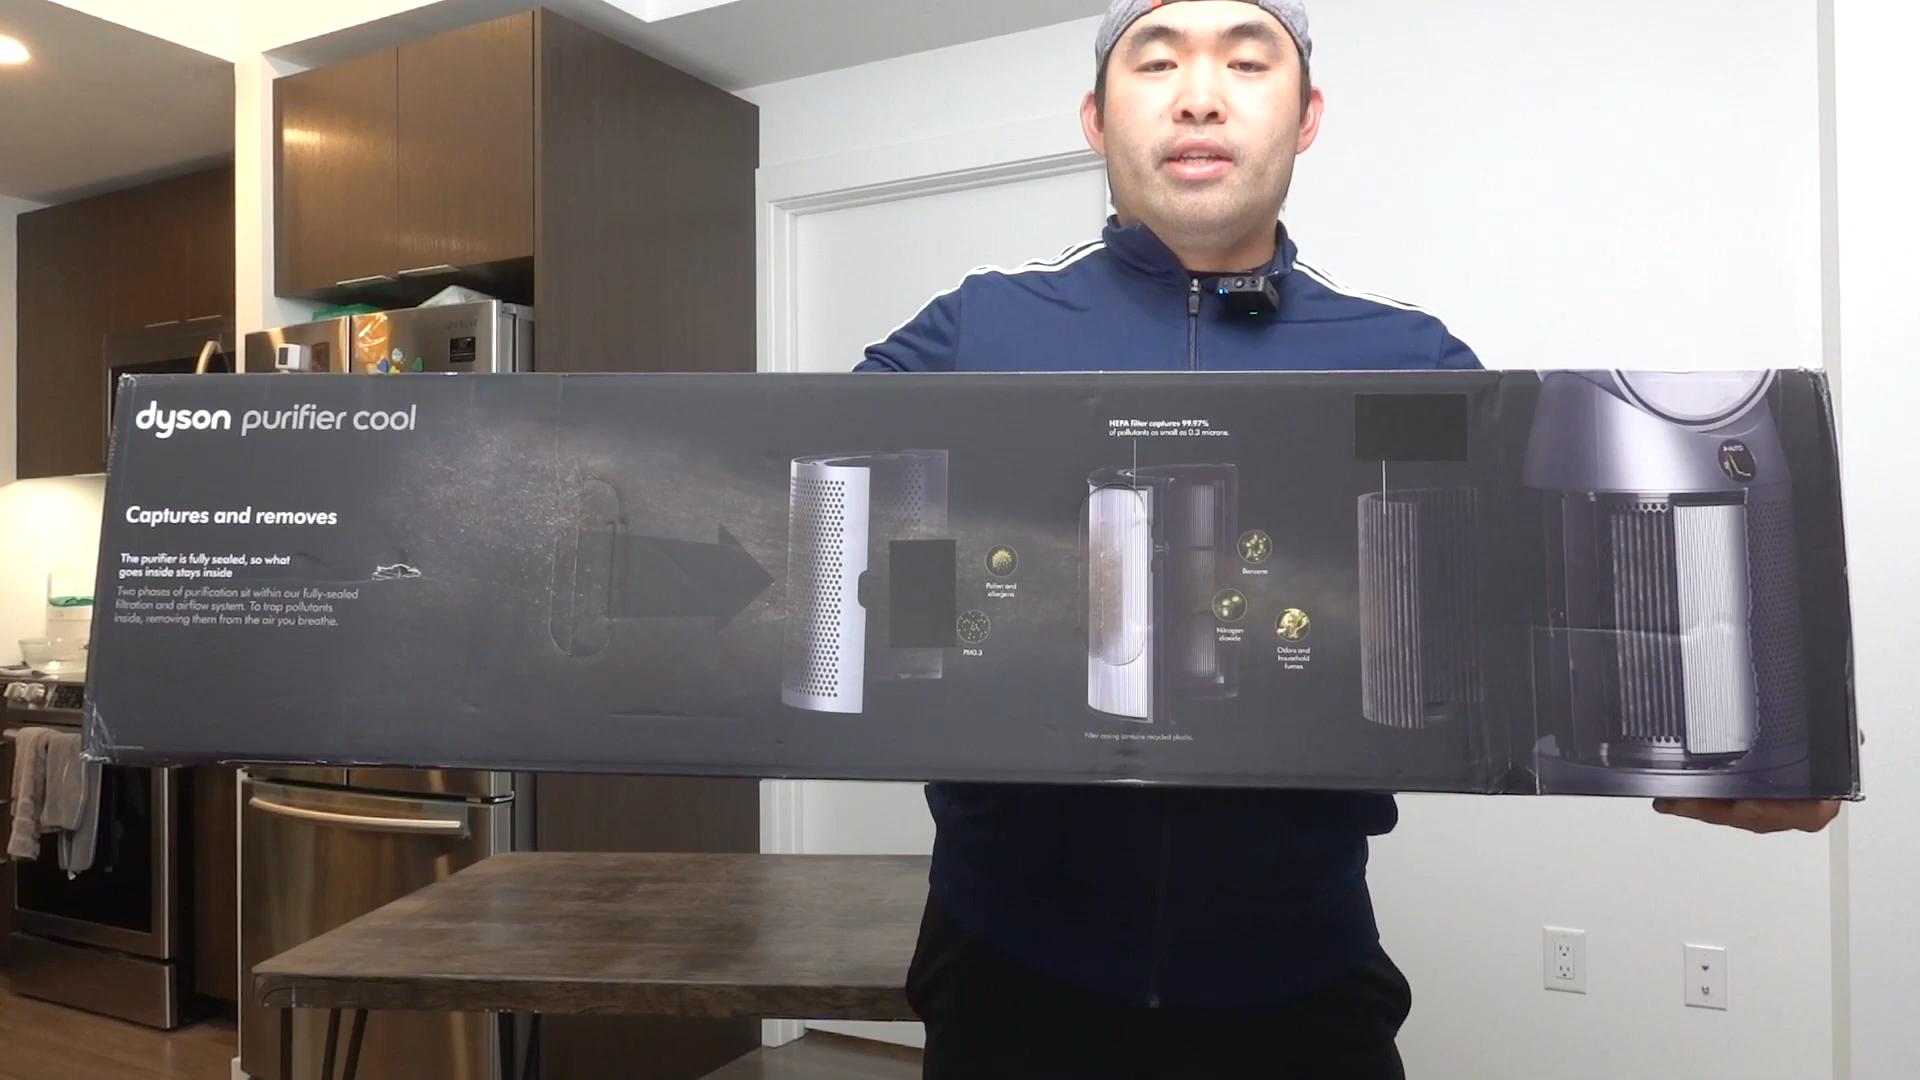 dyson purifier cool
Captures and removes
The purifier is fully sealed, so what
goes inside stays inside
Two phases of purification sit within our fully-sealed
filtration and airflow system. To trap pollutants
inside, removing them from the air you breathe.
Pollen and
allergens
PM0.3
HEPA filter captures 99.97%
of pollutants as small as 0.3 microns.
Benzene
Nitrogen
dioxide
Odors and
household
fumes
Filter casing contains recycled plastic.
AUTO